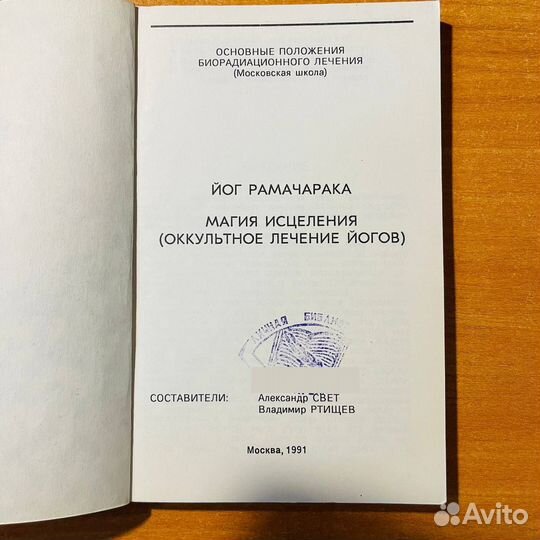 ОСНОВНЫЕ ПОЛОЖЕНИЯ
БИОРАДИАЦИОННОГО ЛЕЧЕНИЯ
(Московская школа)
ЙОГ РАМАЧАРАКА
МАГИЯ ИСЦЕЛЕНИЯ
(ОККУЛЬТНОЕ ЛЕЧЕНИЕ ЙОГОВ)
СОСТАВИТЕЛИ: Александр СВЕТ
Владимир РТИЩЕВ
Москва, 1991
Avito